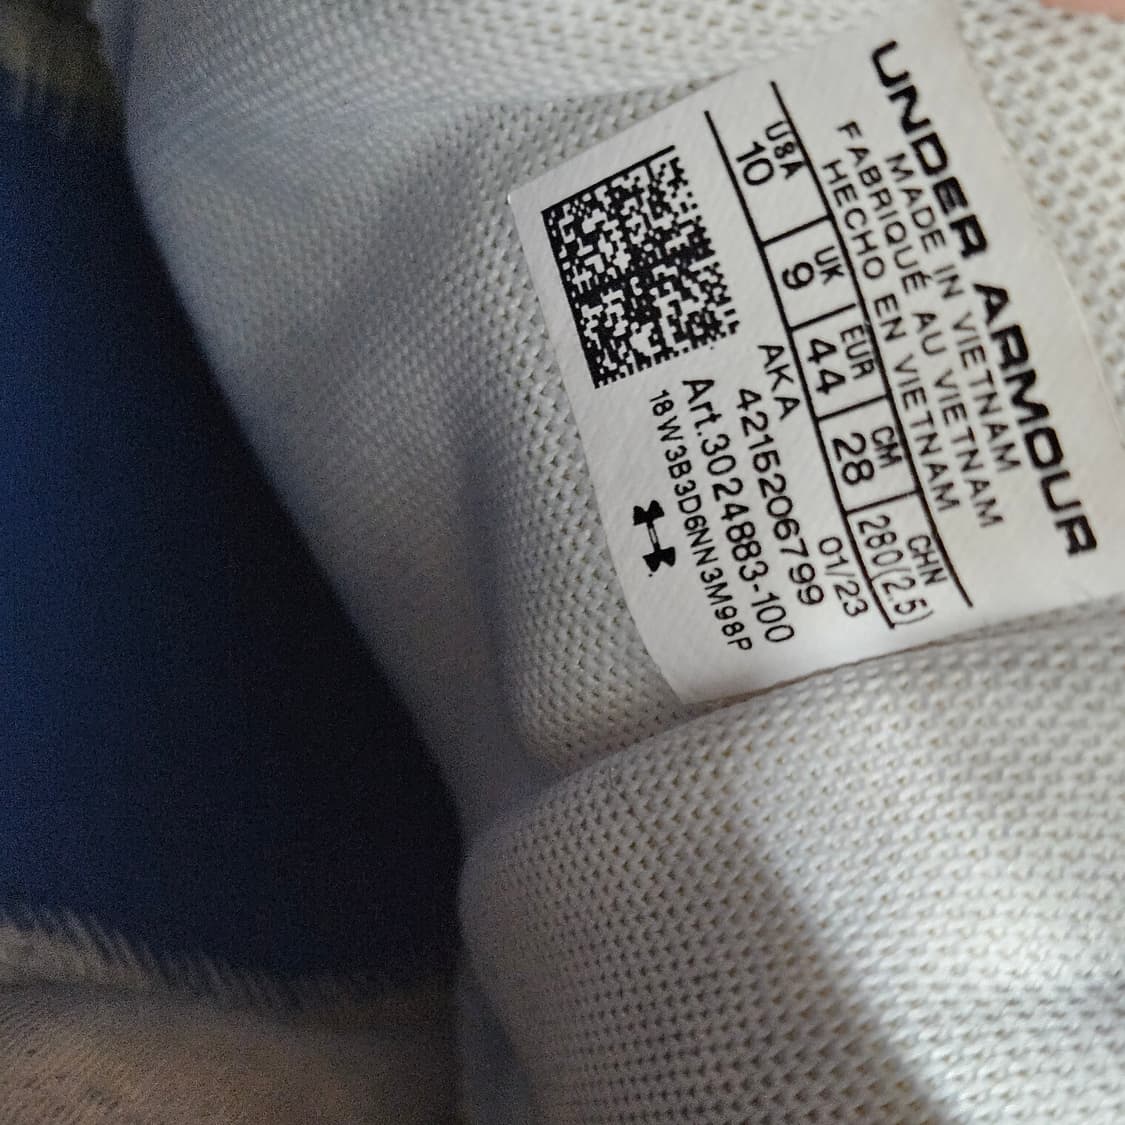 UNDER ARMOUR
MADE IN VIETNAM
FABRIQUÉ AU VIETNAM
HECHO EN VIETNAM
USA UK EUR CM CHN
10 9 44 28 280(2.5)
AKA 01/23
4215206799
Art.3024883-100
18W3B3D6NN3M98P